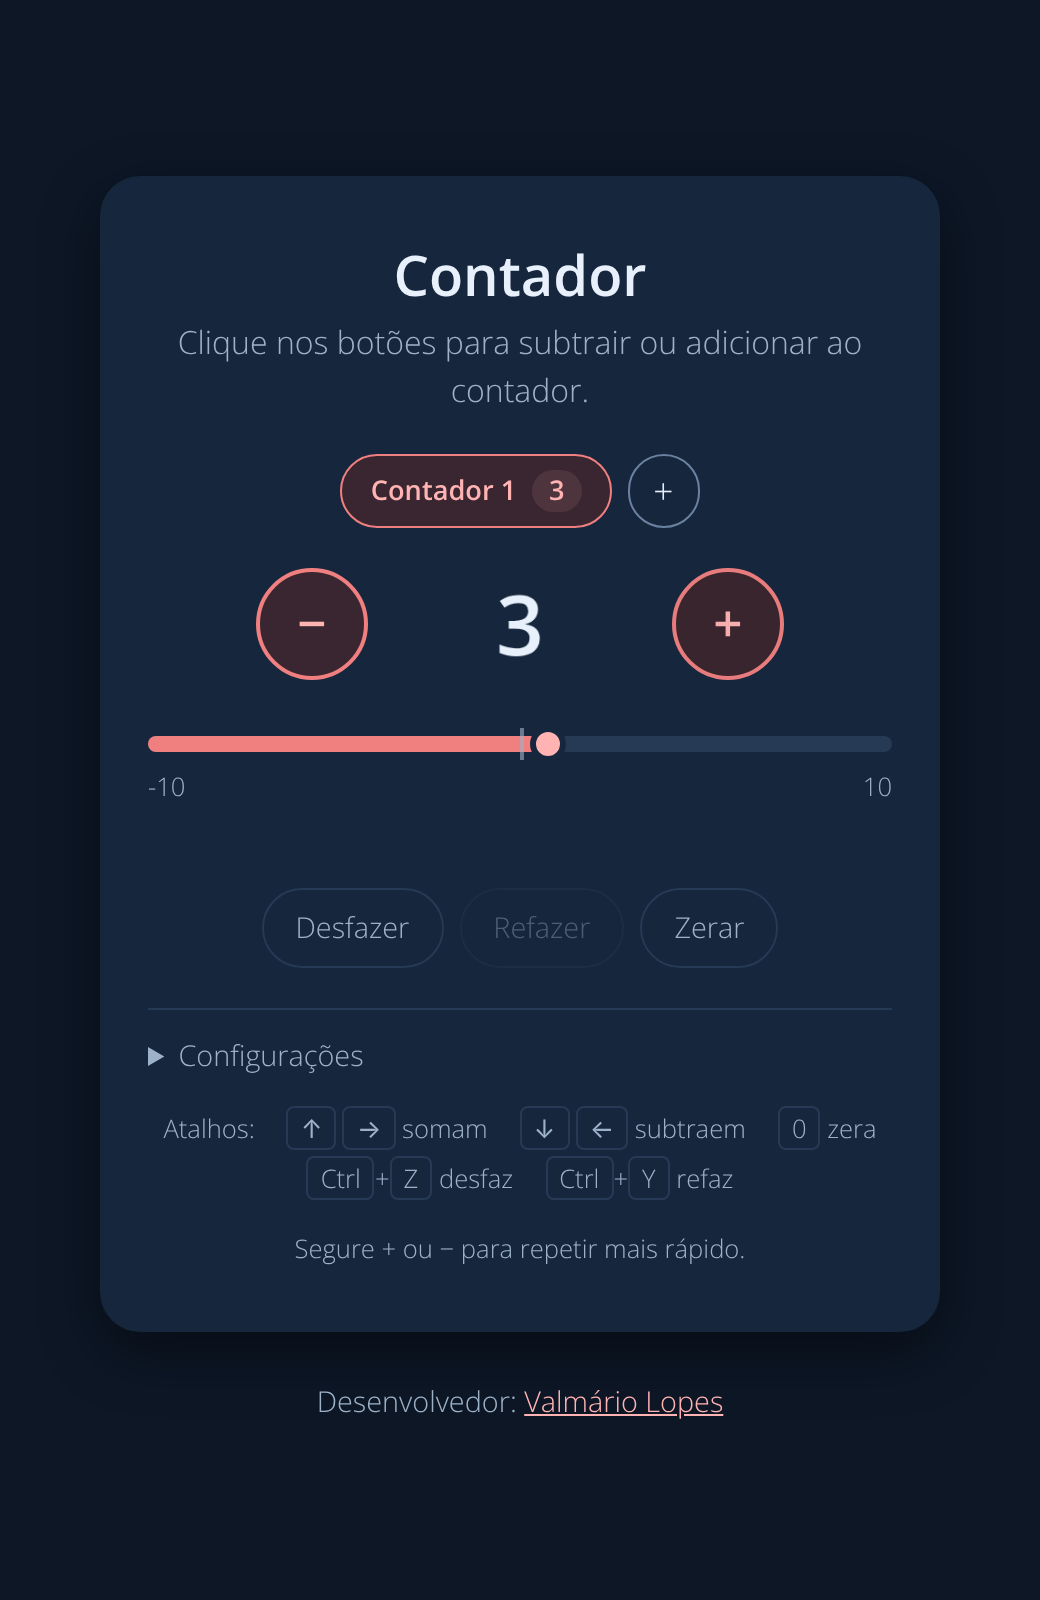 Contador
Clique nos botões para subtrair ou adicionar ao
contador.
Contador 1 3 +
− 3 +
-10 10
Desfazer Refazer Zerar
▶ Configurações
Atalhos: ↑ → somam ↓ ← subtraem 0 zera
Ctrl + Z desfaz Ctrl + Y refaz
Segure + ou − para repetir mais rápido.
Desenvolvedor: Valmário Lopes